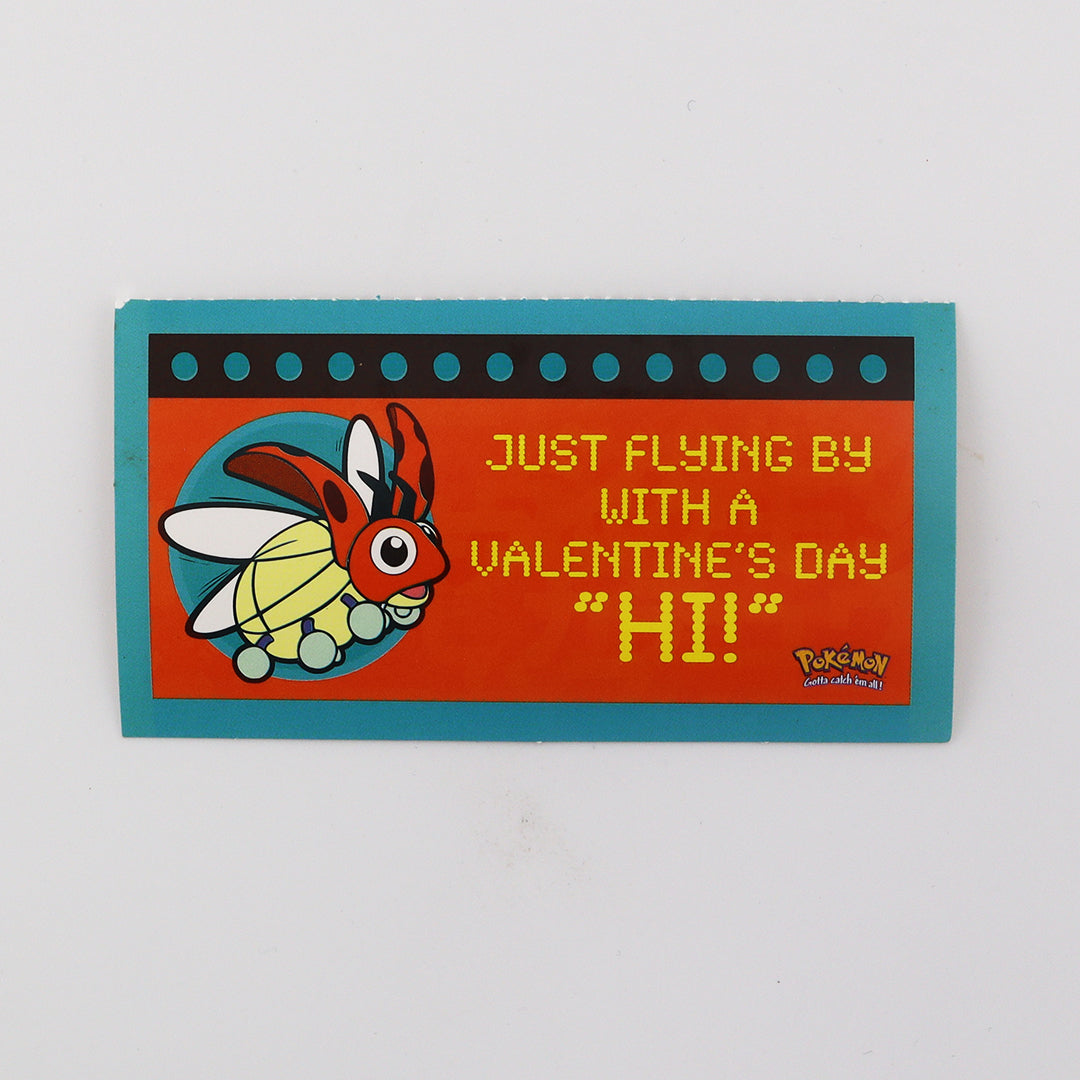 JUST FLYING BY
WITH A
VALENTINE'S DAY
"HI!"
POKéMON
Gotta catch 'em all!